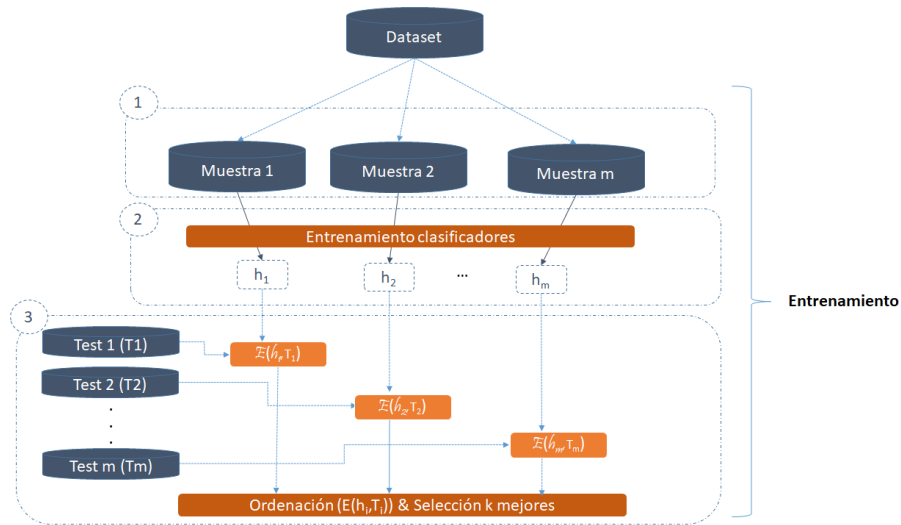 Dataset
1
Muestra 1
Muestra 2
Muestra m
2
Entrenamiento clasificadores
h₁
h₂
...
hₘ
Entrenamiento
3
Test 1 (T1)
E(h₁,T₁)
Test 2 (T2)
E(h₂,T₂)
Test m (Tm)
E(hₘ,Tₘ)
Ordenación (E(hᵢ,Tᵢ)) & Selección k mejores